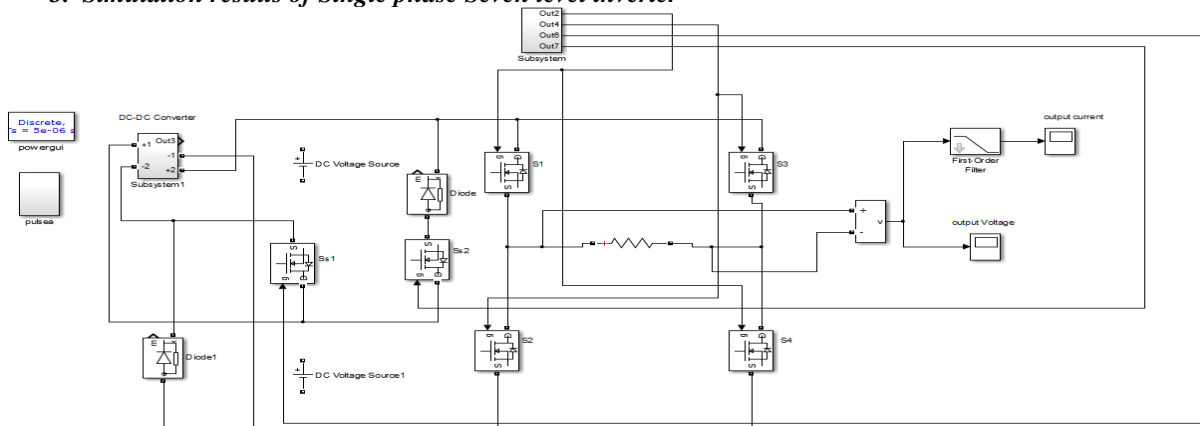 3. Simulation results of Single phase Seven level inverter
Out2
Out4
Out6
Out7
Subsystem
Discrete,
s = 5e-06 s
powergui
DC-DC Converter
Out3
+1
-1
-2
+2
Subsystem1
pulsea
DC Voltage Source
m
k
Diode
g
D
S
S1
g
D
S
S3
output current
First-Order
Filter
+
v
-
output Voltage
S
g
D
Ss1
S
g
D
Ss2
+
m
k
Diode1
DC Voltage Source1
g
D
S
S2
g
D
S
S4